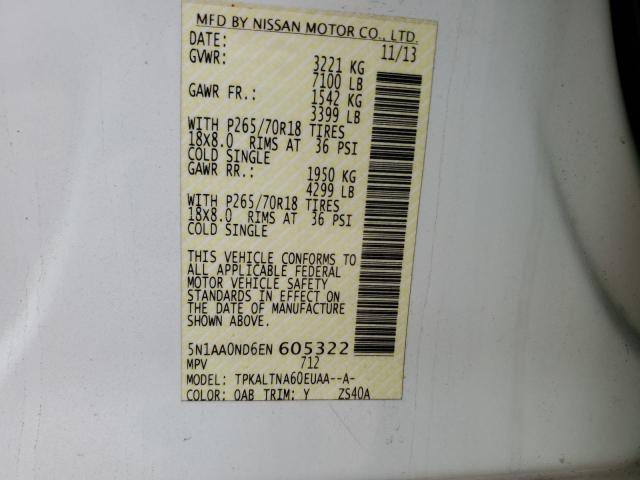 MFD BY NISSAN MOTOR CO., LTD.
DATE: 11/13
GVWR: 3221 KG
7100 LB
GAWR FR.: 1542 KG
3399 LB
WITH P265/70R18 TIRES
18X8.0 RIMS AT 36 PSI
COLD SINGLE
GAWR RR.: 1950 KG
4299 LB
WITH P265/70R18 TIRES
18X8.0 RIMS AT 36 PSI
COLD SINGLE
THIS VEHICLE CONFORMS TO
ALL APPLICABLE FEDERAL
MOTOR VEHICLE SAFETY
STANDARDS IN EFFECT ON
THE DATE OF MANUFACTURE
SHOWN ABOVE.
5N1AA0ND6EN 605322
MPV 712
MODEL: TPKALTNA60EUAA--A-
COLOR: QAB TRIM: Y ZS40A